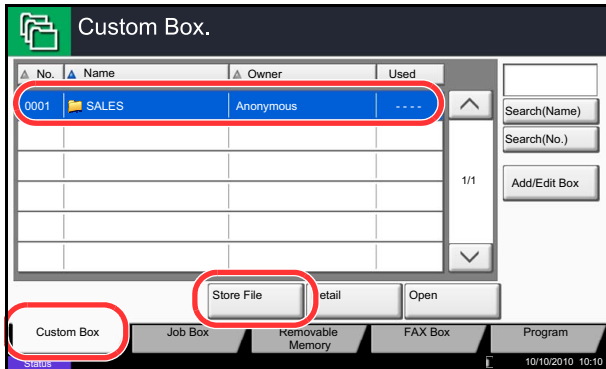 Custom Box.
No. Name Owner Used
0001 SALES Anonymous ----
Search(Name)
Search(No.)
1/1
Add/Edit Box
Store File etail Open
Custom Box Job Box Removable Memory FAX Box Program
Status 10/10/2010 10:10